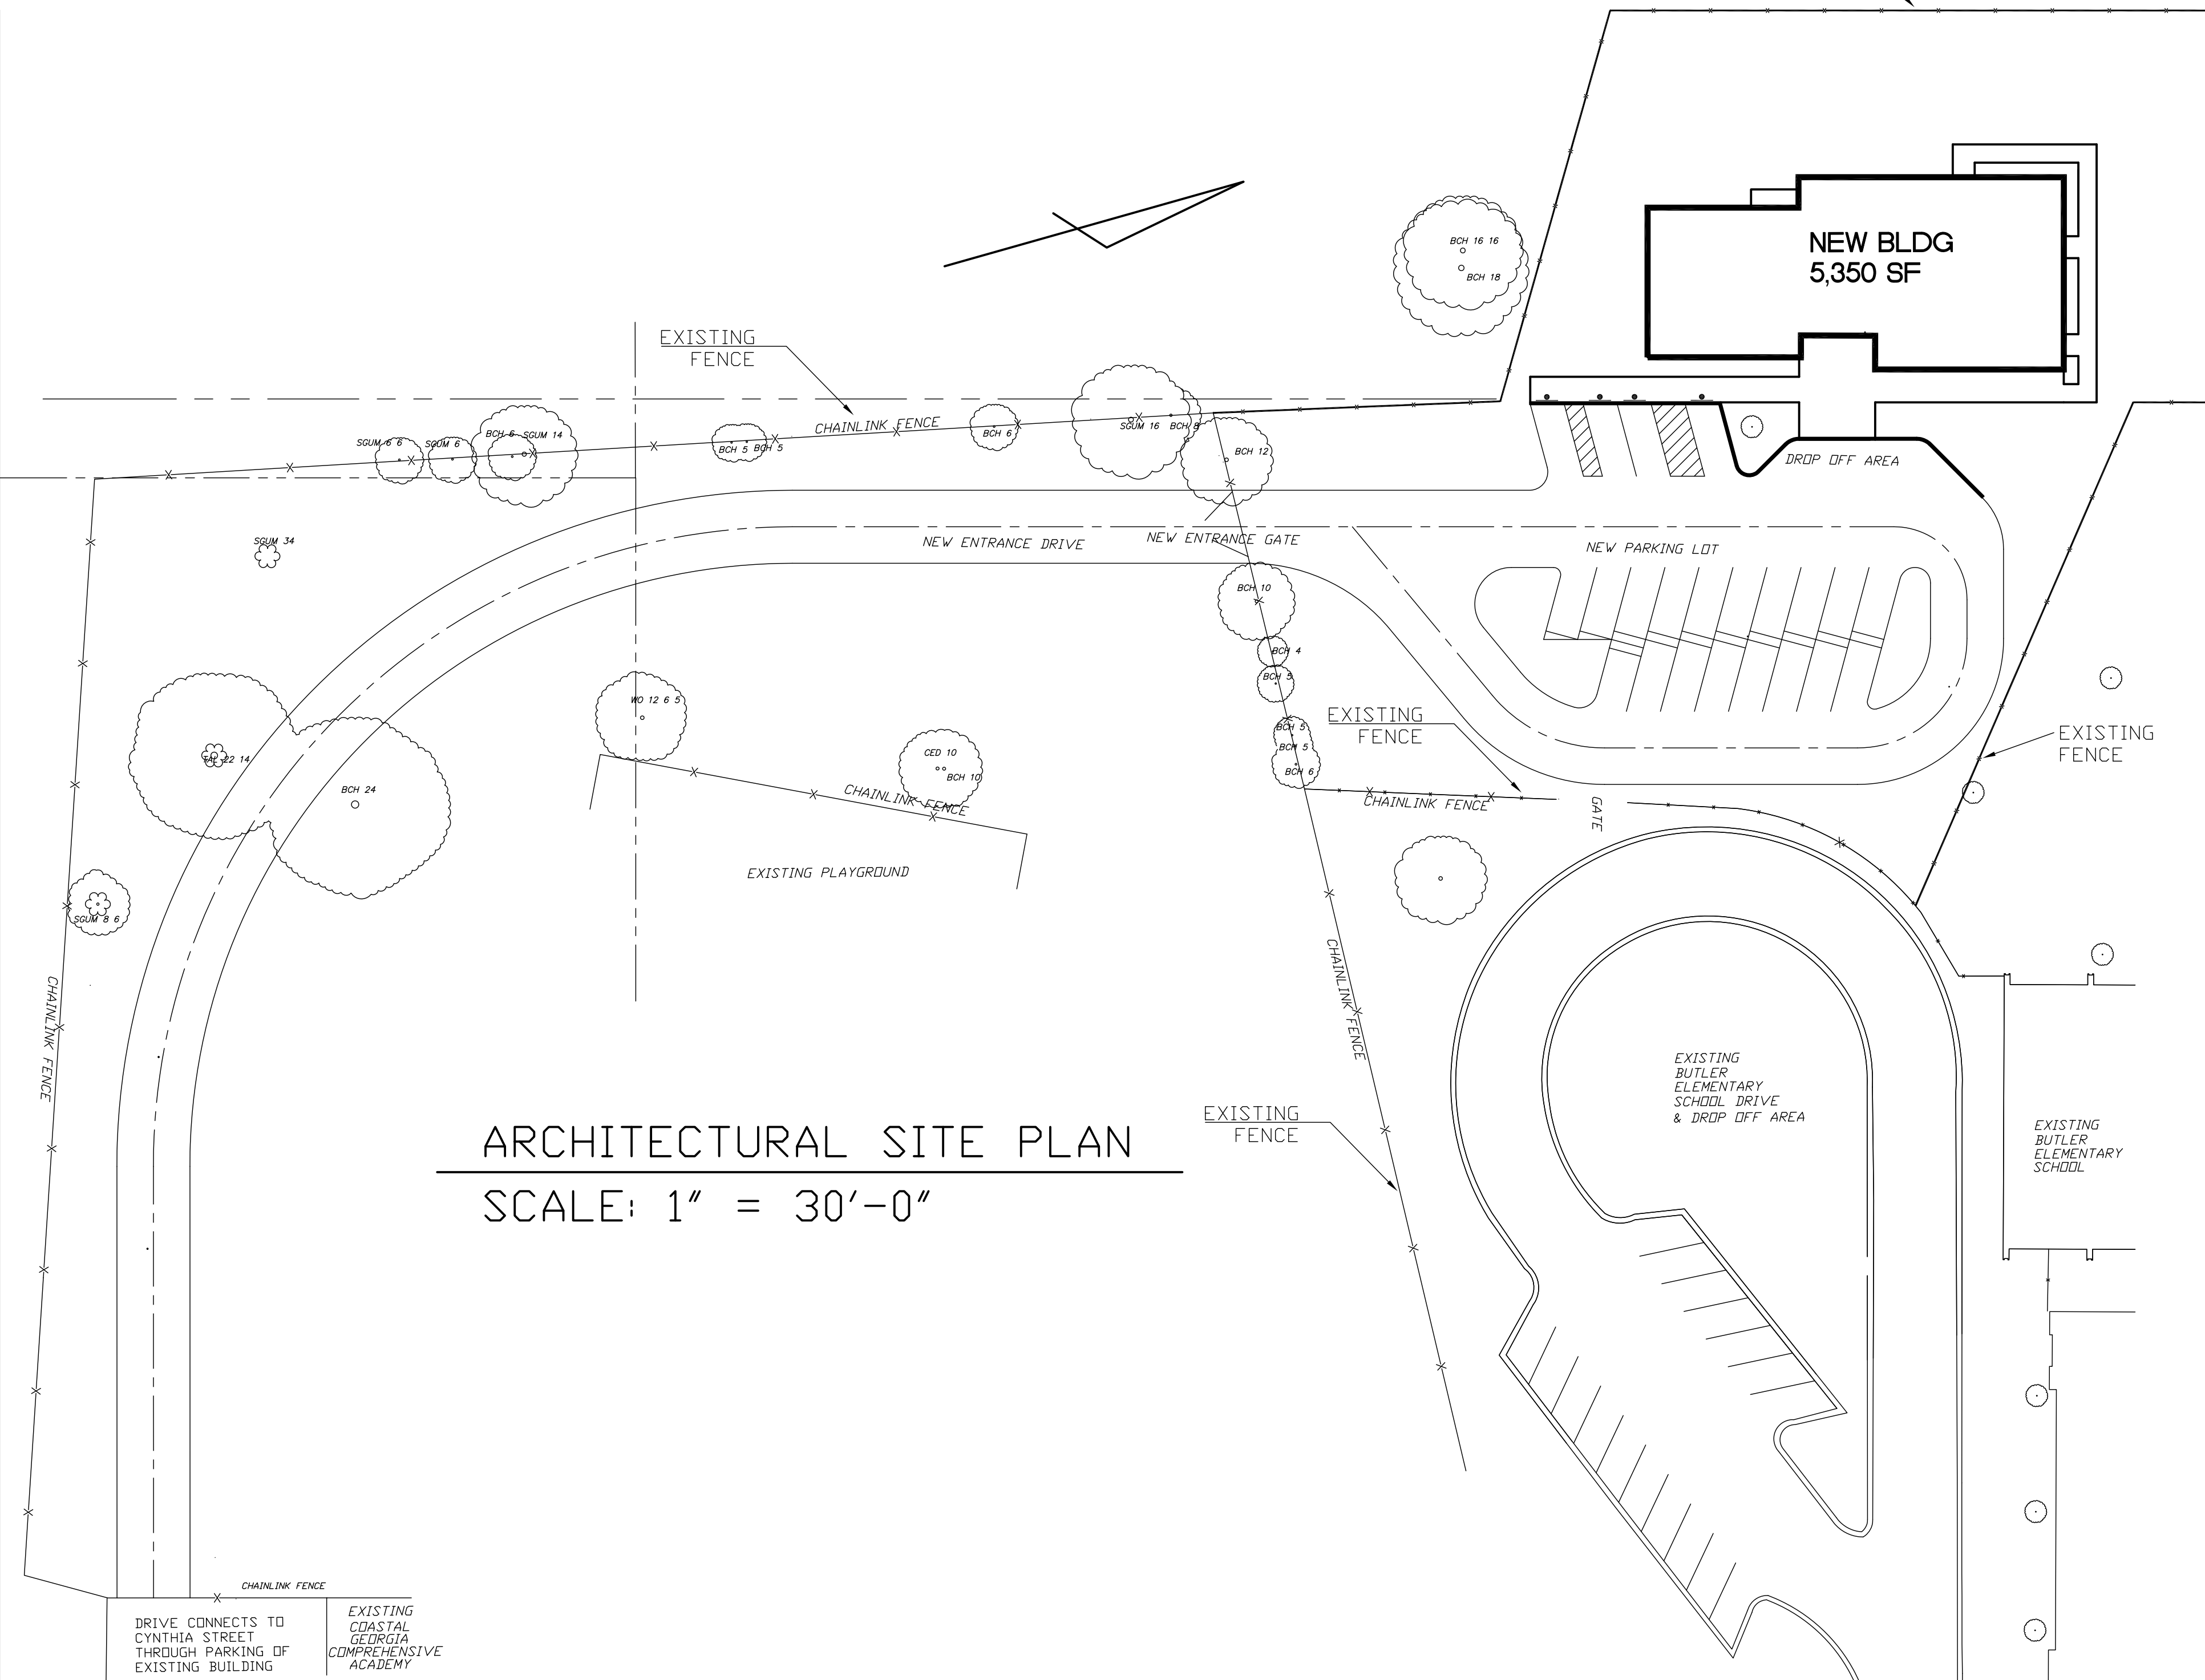 NEW BLDG
5,350 SF
BCH 16 16
BCH 18
EXISTING
FENCE
CHAINLINK FENCE
SGUM 6 6
SGUM 6
BCH 6
SGUM 14
BCH 5
BCH 5
BCH 6
SGUM 16
BCH 8
BCH 12
DROP OFF AREA
SGUM 34
NEW ENTRANCE DRIVE
NEW ENTRANCE GATE
NEW PARKING LOT
BCH 10
BCH 4
BCH 5
WO 12 6 5
EXISTING
FENCE
BCH 5
BCH 5
BCH 6
EXISTING
FENCE
CED 10
BCH 10
22 14
BCH 24
CHAINLINK FENCE
CHAINLINK FENCE
GATE
EXISTING PLAYGROUND
SGUM 8 6
CHAINLINK FENCE
CHAINLINK FENCE
EXISTING
BUTLER
ELEMENTARY
SCHOOL DRIVE
& DROP OFF AREA
EXISTING
BUTLER
ELEMENTARY
SCHOOL
EXISTING
FENCE
ARCHITECTURAL SITE PLAN
SCALE: 1" = 30'-0"
CHAINLINK FENCE
DRIVE CONNECTS TO
CYNTHIA STREET
THROUGH PARKING OF
EXISTING BUILDING
EXISTING
COASTAL
GEORGIA
COMPREHENSIVE
ACADEMY